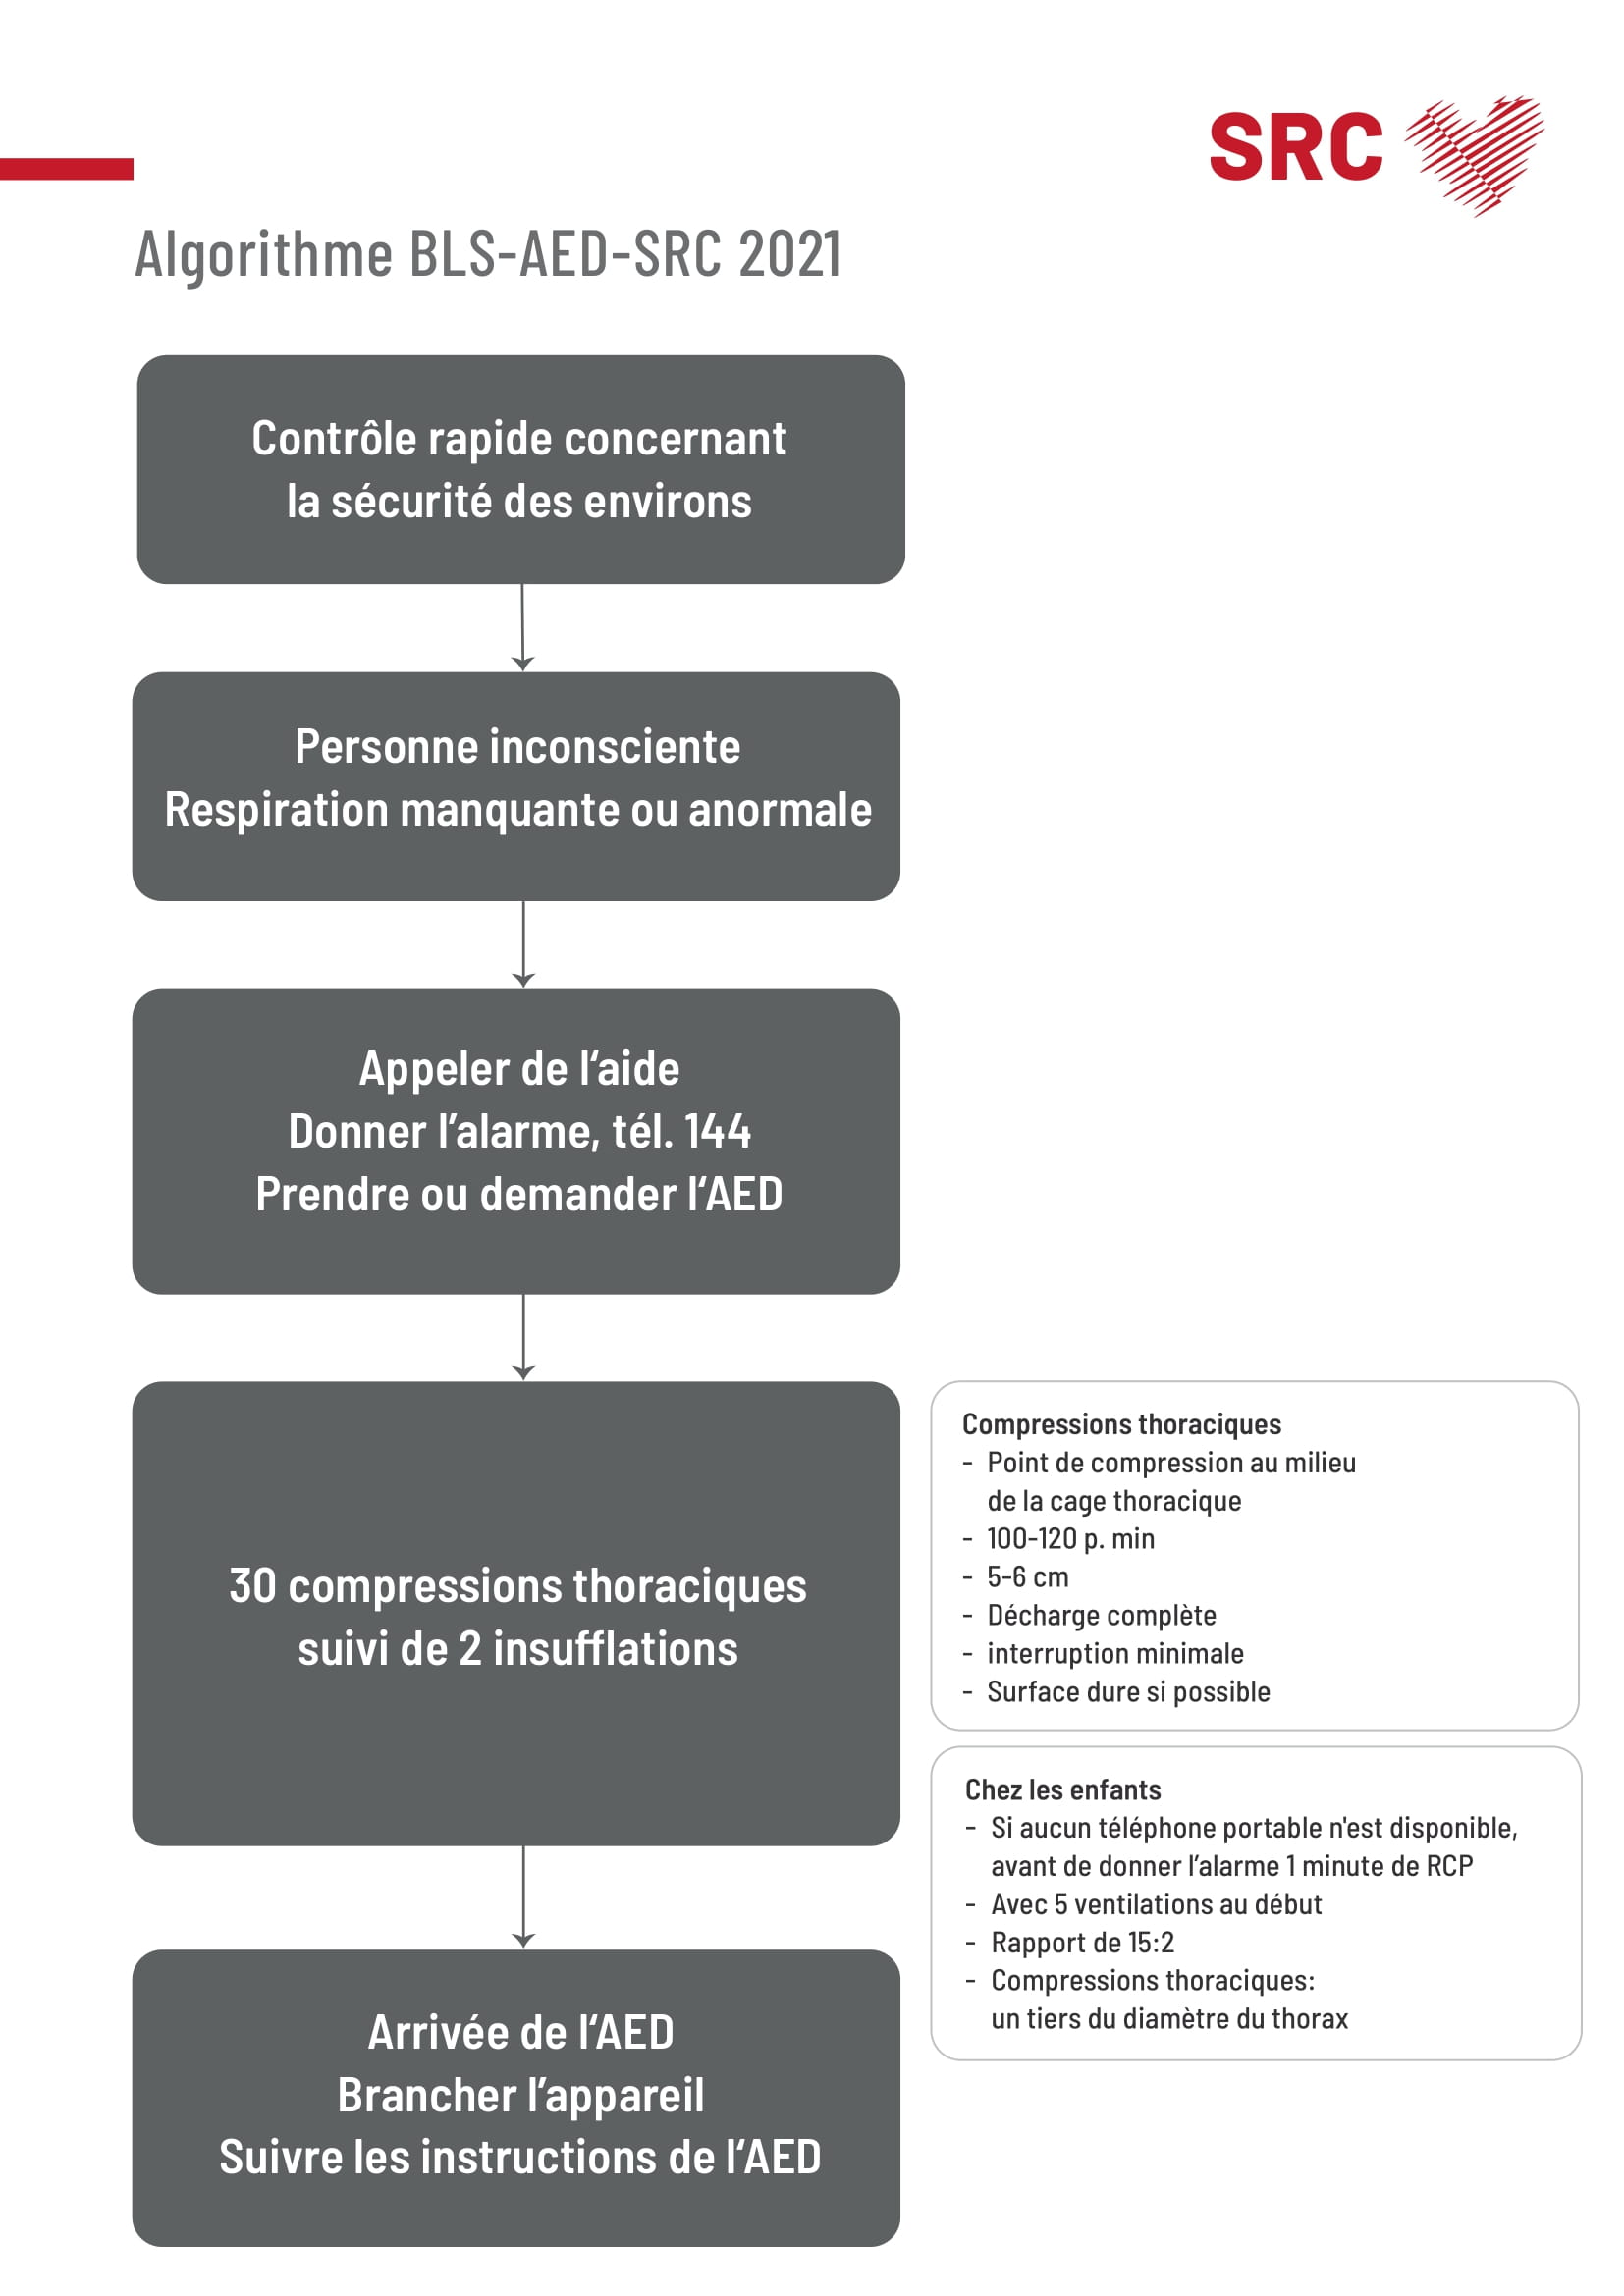 SRC
Algorithme BLS-AED-SRC 2021
Contrôle rapide concernant
la sécurité des environs
Personne inconsciente
Respiration manquante ou anormale
Appeler de l‘aide
Donner l’alarme, tél. 144
Prendre ou demander l‘AED
30 compressions thoraciques
suivi de 2 insufflations
Compressions thoraciques
- Point de compression au milieu
de la cage thoracique
- 100-120 p. min
- 5-6 cm
- Décharge complète
- interruption minimale
- Surface dure si possible
Chez les enfants
- Si aucun téléphone portable n'est disponible,
avant de donner l’alarme 1 minute de RCP
- Avec 5 ventilations au début
- Rapport de 15:2
- Compressions thoraciques:
un tiers du diamètre du thorax
Arrivée de l‘AED
Brancher l’appareil
Suivre les instructions de l‘AED